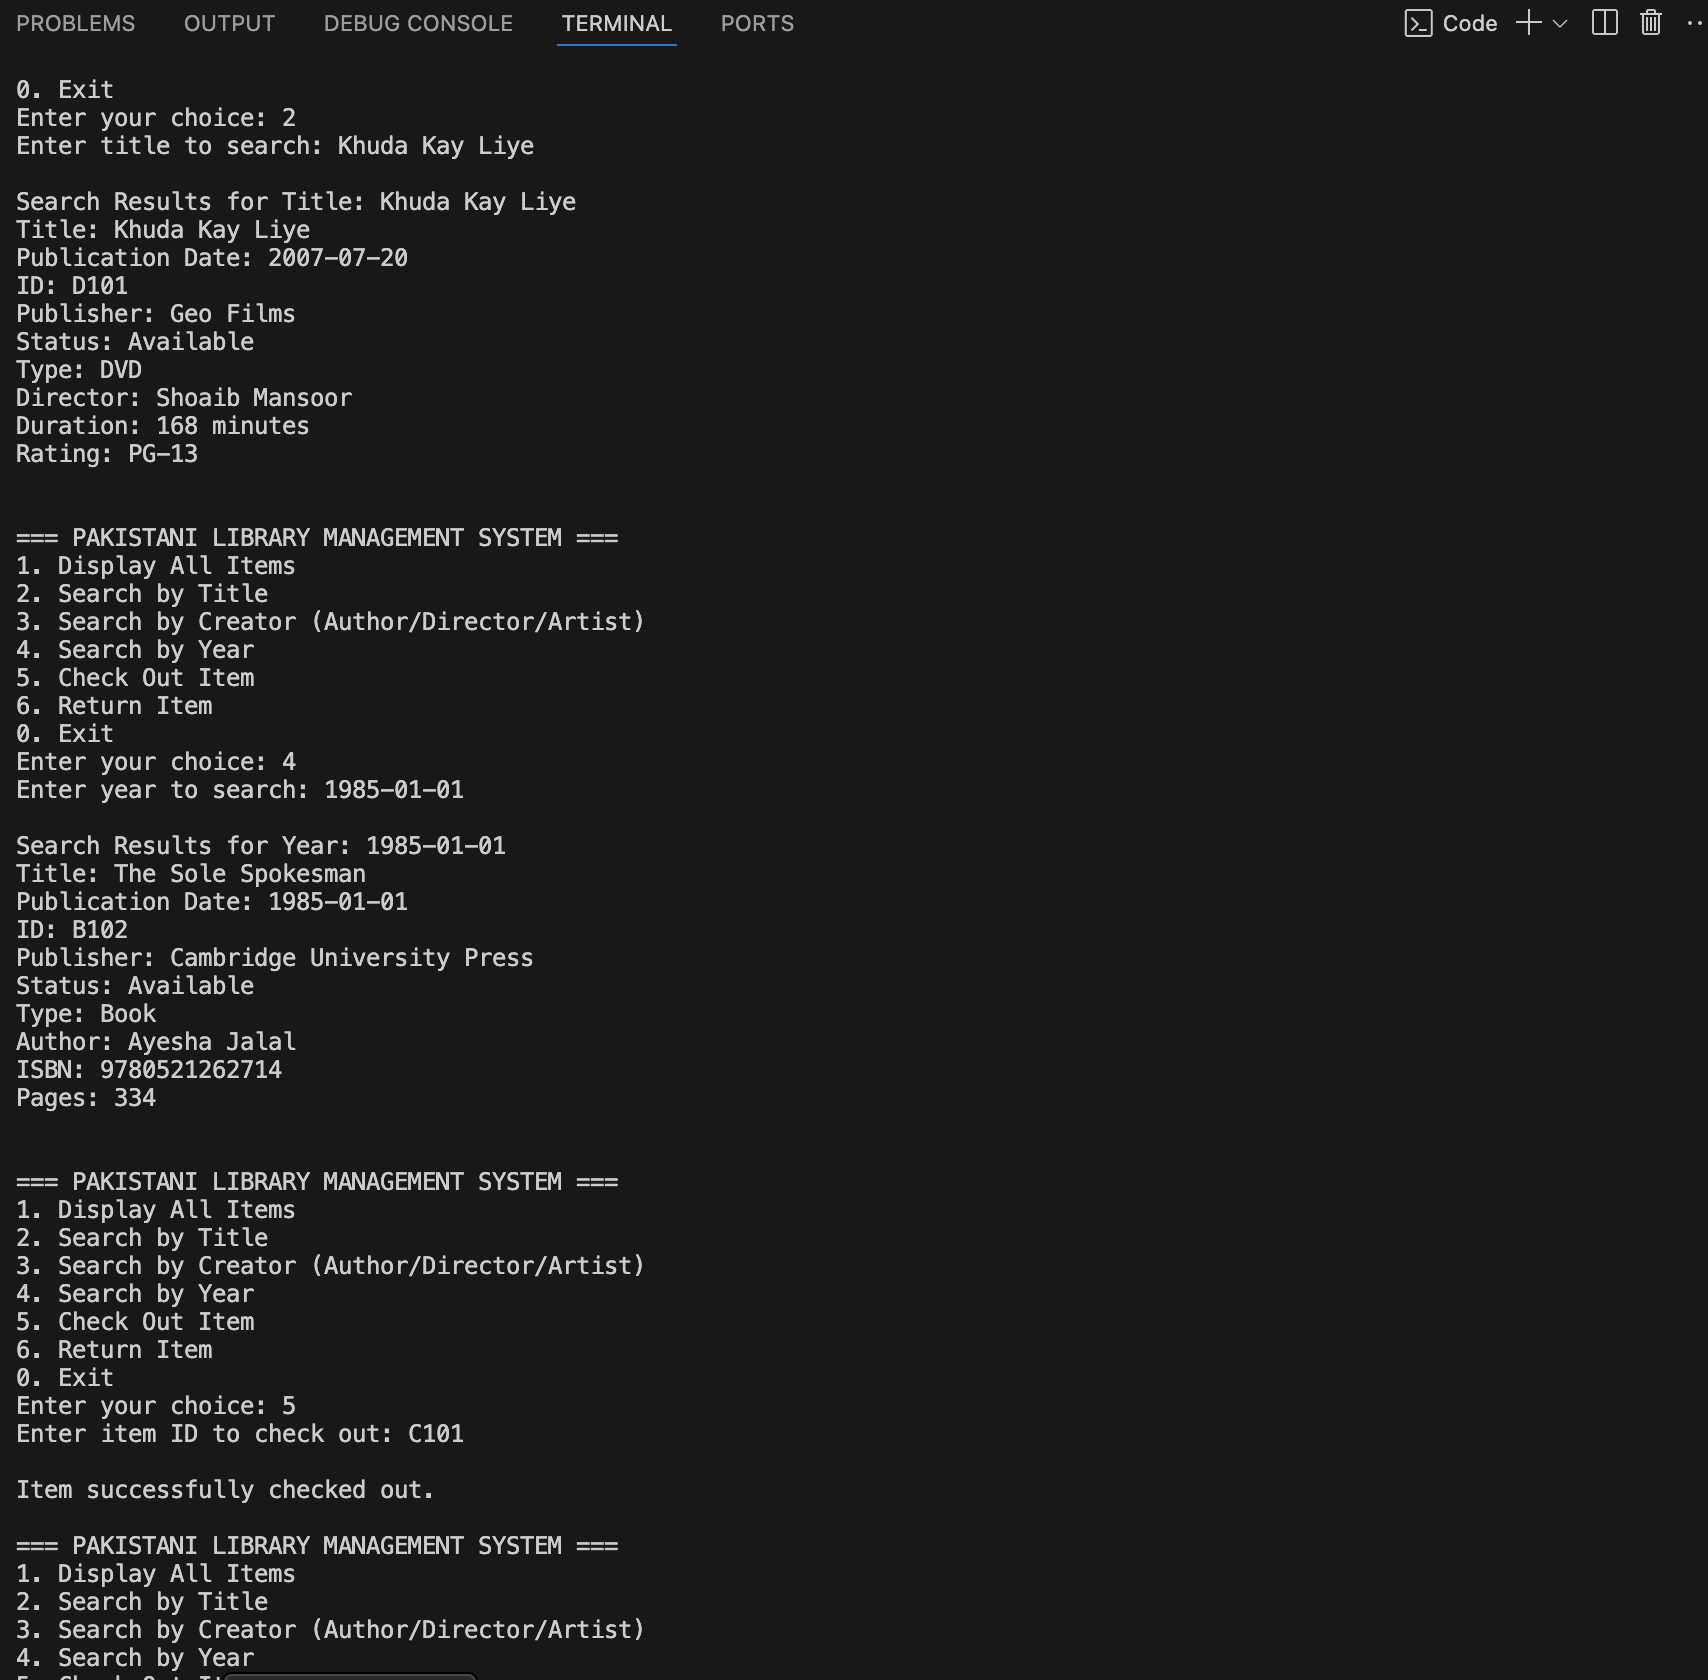 PROBLEMS OUTPUT DEBUG CONSOLE TERMINAL PORTS Code
0. Exit
Enter your choice: 2
Enter title to search: Khuda Kay Liye
Search Results for Title: Khuda Kay Liye
Title: Khuda Kay Liye
Publication Date: 2007-07-20
ID: D101
Publisher: Geo Films
Status: Available
Type: DVD
Director: Shoaib Mansoor
Duration: 168 minutes
Rating: PG-13
=== PAKISTANI LIBRARY MANAGEMENT SYSTEM ===
1. Display All Items
2. Search by Title
3. Search by Creator (Author/Director/Artist)
4. Search by Year
5. Check Out Item
6. Return Item
0. Exit
Enter your choice: 4
Enter year to search: 1985-01-01
Search Results for Year: 1985-01-01
Title: The Sole Spokesman
Publication Date: 1985-01-01
ID: B102
Publisher: Cambridge University Press
Status: Available
Type: Book
Author: Ayesha Jalal
ISBN: 9780521262714
Pages: 334
=== PAKISTANI LIBRARY MANAGEMENT SYSTEM ===
1. Display All Items
2. Search by Title
3. Search by Creator (Author/Director/Artist)
4. Search by Year
5. Check Out Item
6. Return Item
0. Exit
Enter your choice: 5
Enter item ID to check out: C101
Item successfully checked out.
=== PAKISTANI LIBRARY MANAGEMENT SYSTEM ===
1. Display All Items
2. Search by Title
3. Search by Creator (Author/Director/Artist)
4. Search by Year